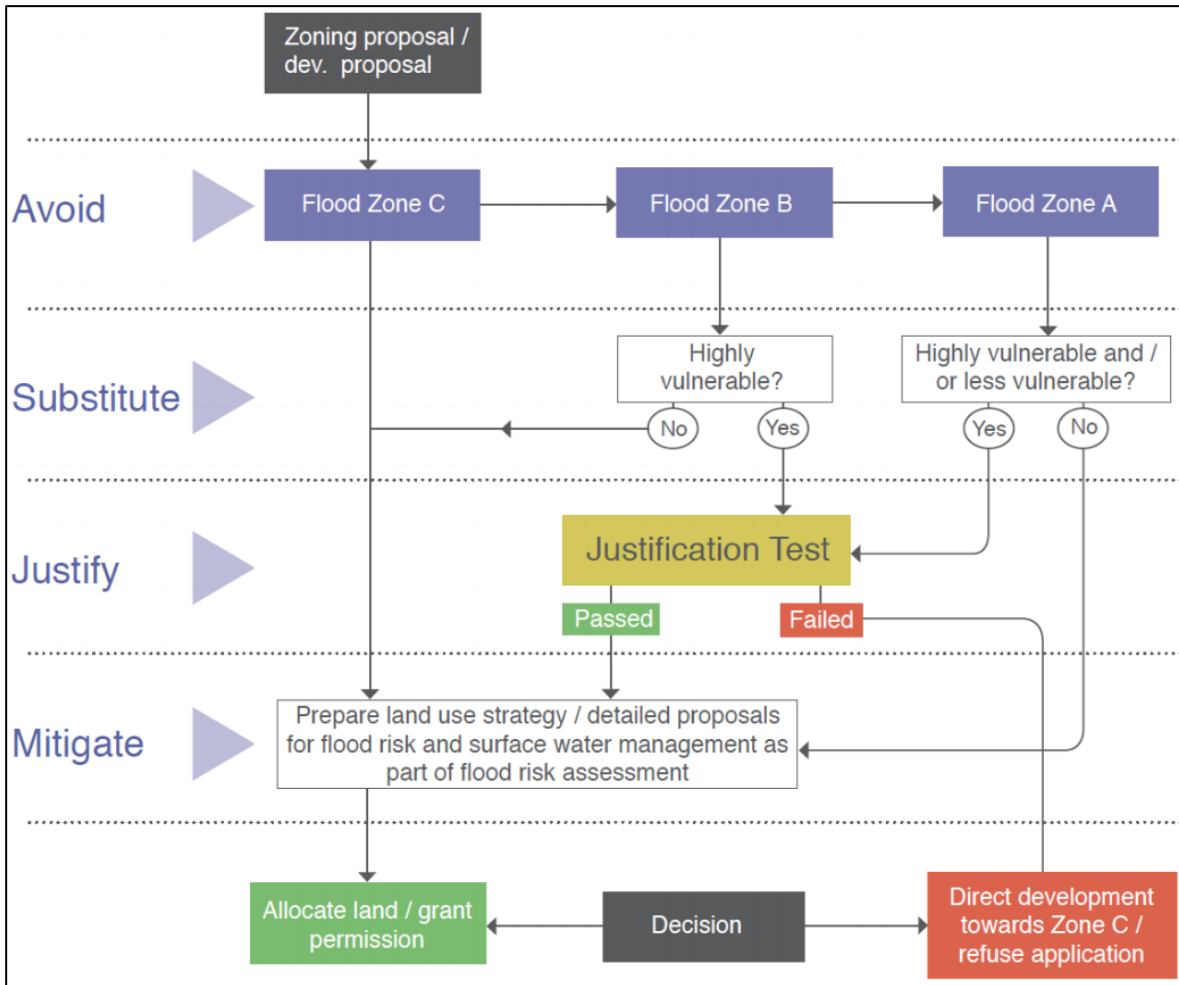 Zoning proposal /
dev. proposal
Avoid
Flood Zone C
Flood Zone B
Flood Zone A
Substitute
Highly
vulnerable?
No
Yes
Highly vulnerable and /
or less vulnerable?
Yes
No
Justify
Justification Test
Passed
Failed
Mitigate
Prepare land use strategy / detailed proposals
for flood risk and surface water management as
part of flood risk assessment
Allocate land / grant
permission
Decision
Direct development
towards Zone C /
refuse application